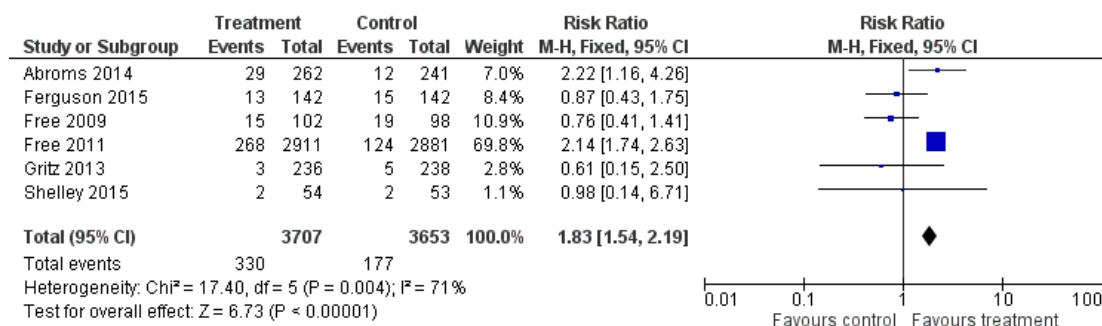 Treatment Control Risk Ratio Risk Ratio
Study or Subgroup Events Total Events Total Weight M-H, Fixed, 95% CI M-H, Fixed, 95% CI
Abroms 2014 29 262 12 241 7.0% 2.22 [1.16, 4.26]
Ferguson 2015 13 142 15 142 8.4% 0.87 [0.43, 1.75]
Free 2009 15 102 19 98 10.9% 0.76 [0.41, 1.41]
Free 2011 268 2911 124 2881 69.8% 2.14 [1.74, 2.63]
Gritz 2013 3 236 5 238 2.8% 0.61 [0.15, 2.50]
Shelley 2015 2 54 2 53 1.1% 0.98 [0.14, 6.71]
Total (95% CI) 3707 3653 100.0% 1.83 [1.54, 2.19]
Total events 330 177
Heterogeneity: Chi² = 17.40, df = 5 (P = 0.004); I² = 71%
Test for overall effect: Z = 6.73 (P < 0.00001)
0.01 0.1 1 10 100
Favours control Favours treatment